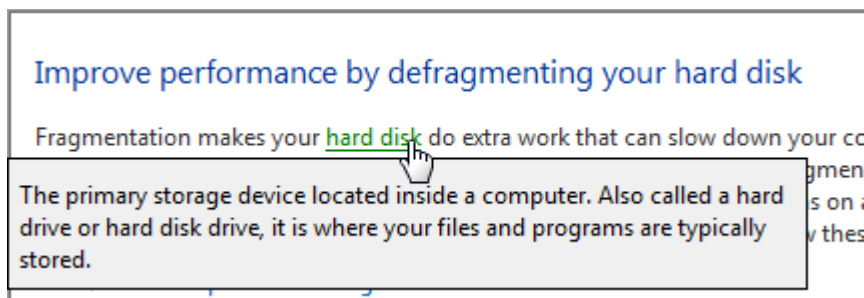 Improve performance by defragmenting your hard disk
Fragmentation makes your hard disk do extra work that can slow down your
The primary storage device located inside a computer. Also called a hard
drive or hard disk drive, it is where your files and programs are typically
stored.